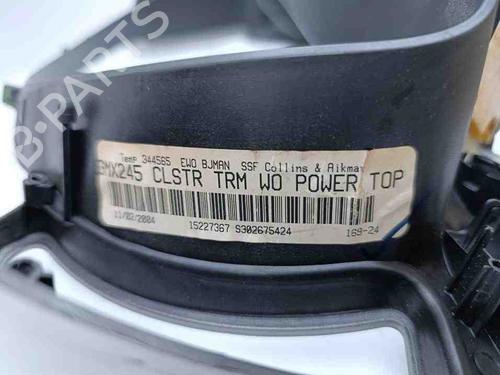 Temp 344565 EWO BJMAN SSF Collins & Aikman
GMX245 CLSTR TRM WO POWER TOP
11/02/2004
15227367 S302675424
169-24
B-PARTS